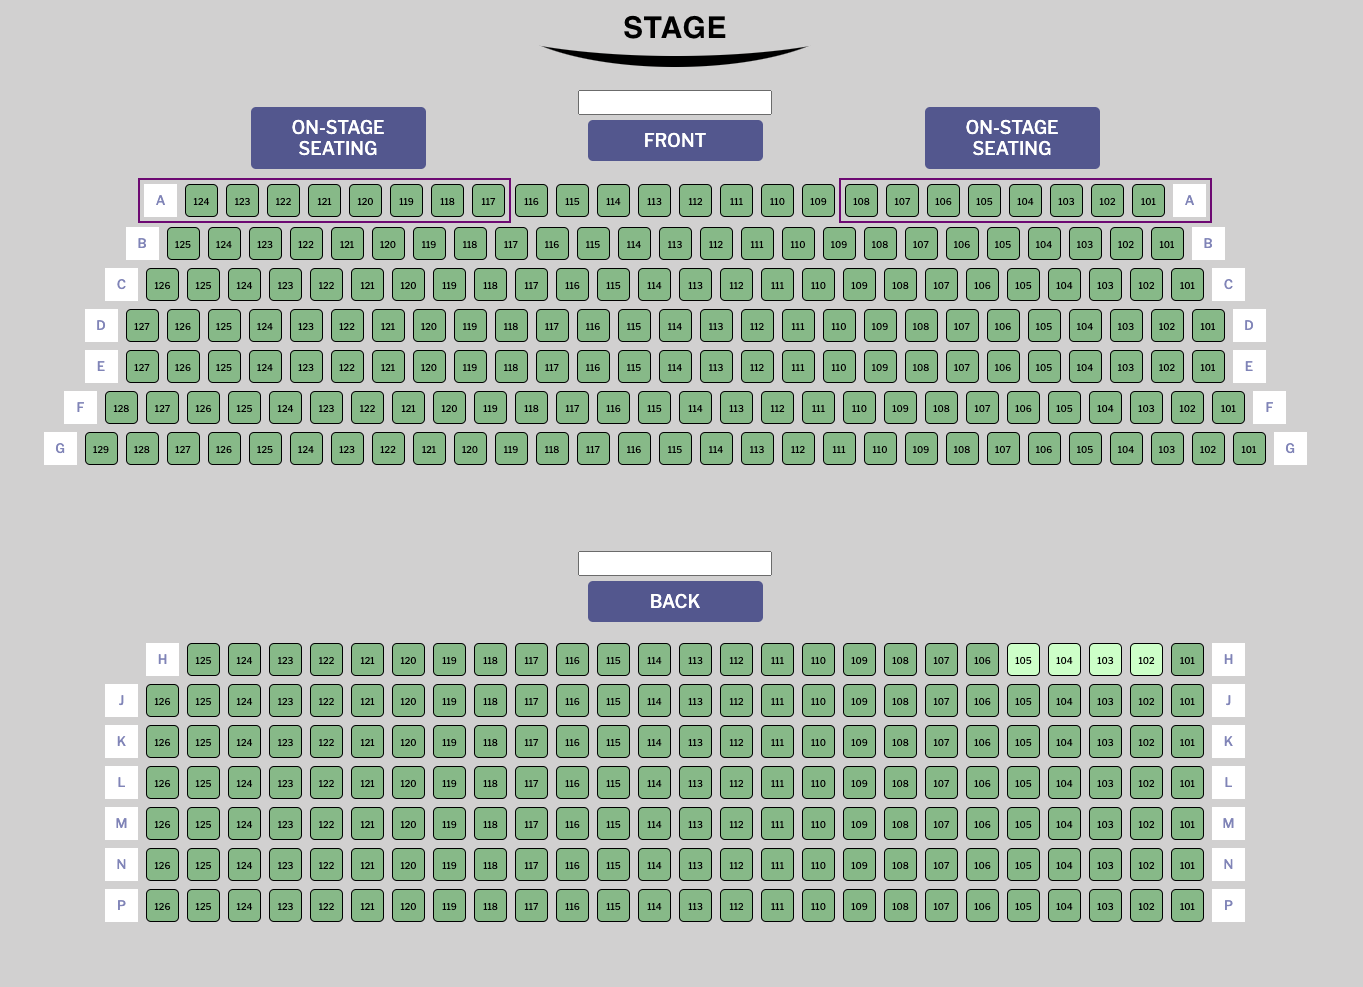 STAGE
ON-STAGE
SEATING
FRONT
ON-STAGE
SEATING
A 124 123 122 121 120 119 118 117 116 115 114 113 112 111 110 109 108 107 106 105 104 103 102 101 A
B 125 124 123 122 121 120 119 118 117 116 115 114 113 112 111 110 109 108 107 106 105 104 103 102 101 B
C 126 125 124 123 122 121 120 119 118 117 116 115 114 113 112 111 110 109 108 107 106 105 104 103 102 101 C
D 127 126 125 124 123 122 121 120 119 118 117 116 115 114 113 112 111 110 109 108 107 106 105 104 103 102 101 D
E 127 126 125 124 123 122 121 120 119 118 117 116 115 114 113 112 111 110 109 108 107 106 105 104 103 102 101 E
F 128 127 126 125 124 123 122 121 120 119 118 117 116 115 114 113 112 111 110 109 108 107 106 105 104 103 102 101 F
G 129 128 127 126 125 124 123 122 121 120 119 118 117 116 115 114 113 112 111 110 109 108 107 106 105 104 103 102 101 G
BACK
H 125 124 123 122 121 120 119 118 117 116 115 114 113 112 111 110 109 108 107 106 105 104 103 102 101 H
J 126 125 124 123 122 121 120 119 118 117 116 115 114 113 112 111 110 109 108 107 106 105 104 103 102 101 J
K 126 125 124 123 122 121 120 119 118 117 116 115 114 113 112 111 110 109 108 107 106 105 104 103 102 101 K
L 126 125 124 123 122 121 120 119 118 117 116 115 114 113 112 111 110 109 108 107 106 105 104 103 102 101 L
M 126 125 124 123 122 121 120 119 118 117 116 115 114 113 112 111 110 109 108 107 106 105 104 103 102 101 M
N 126 125 124 123 122 121 120 119 118 117 116 115 114 113 112 111 110 109 108 107 106 105 104 103 102 101 N
P 126 125 124 123 122 121 120 119 118 117 116 115 114 113 112 111 110 109 108 107 106 105 104 103 102 101 P